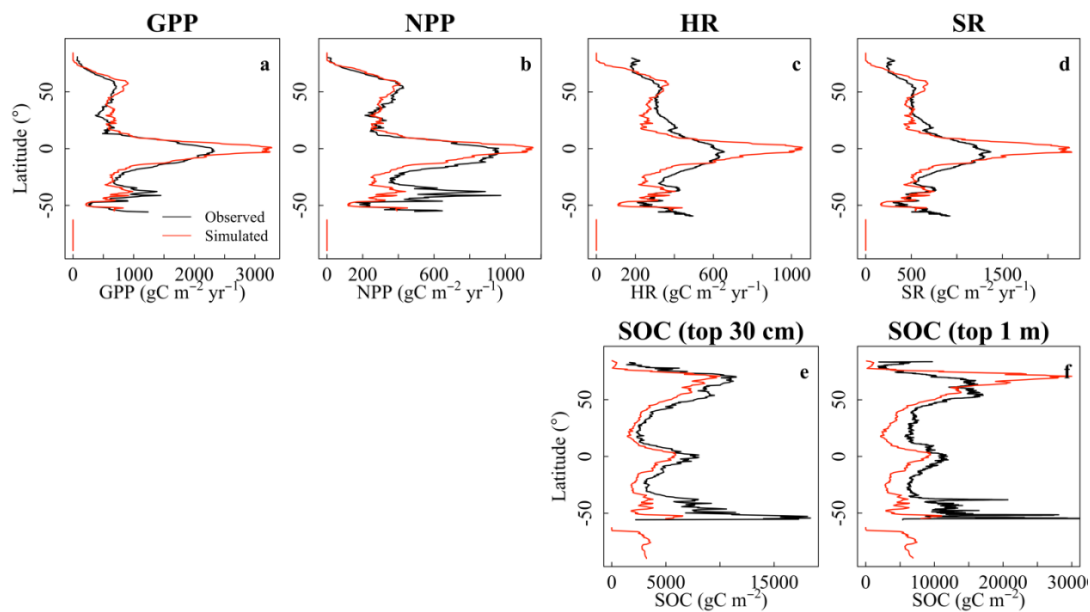 GPP
NPP
HR
SR
a
b
c
d
Latitude (°)
50
0
-50
Observed
Simulated
0 1000 2000 3000
0 200 600 1000
200 600 1000
0 500 1500
GPP (gC m⁻² yr⁻¹)
NPP (gC m⁻² yr⁻¹)
HR (gC m⁻² yr⁻¹)
SR (gC m⁻² yr⁻¹)
SOC (top 30 cm)
SOC (top 1 m)
e
f
Latitude (°)
50
0
-50
0 5000 15000
0 10000 20000 30000
SOC (gC m⁻²)
SOC (gC m⁻²)